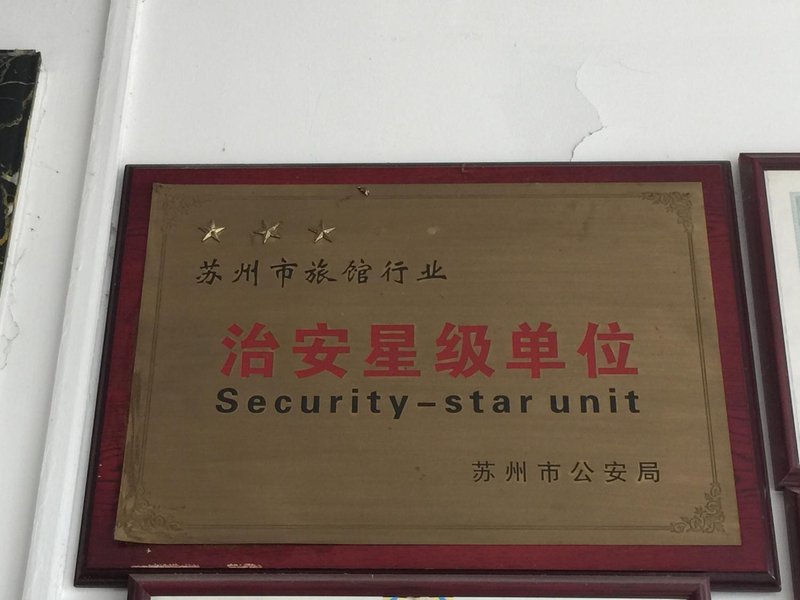 苏州市旅馆行业
治安星级单位
Security-star unit
苏州市公安局